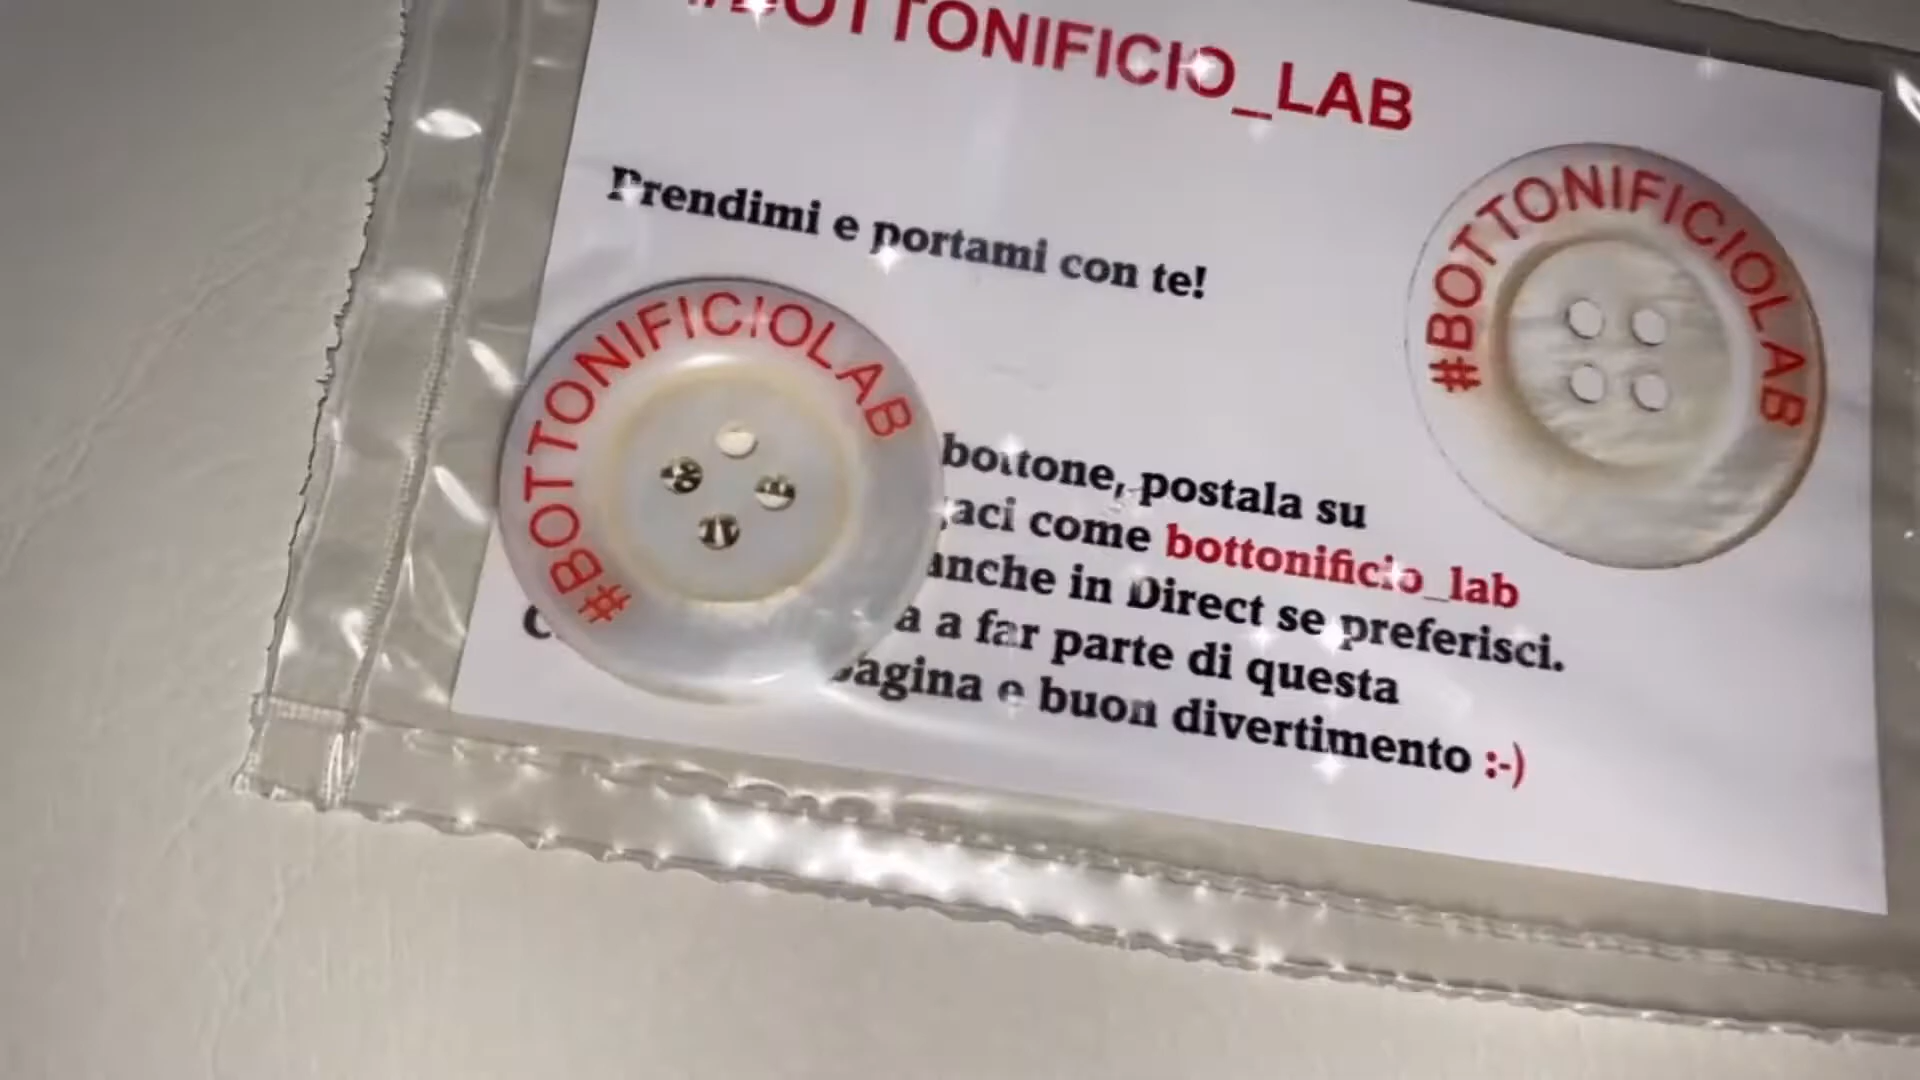 #BOTTONIFICIO_LAB
Prendimi e portami con te!
#BOTTONIFICIOLAB
#BOTTONIFICIOLAB
bottone, postala su
come bottonificio_lab
anche in Direct se preferisci.
a far parte di questa
e buon divertimento :-)